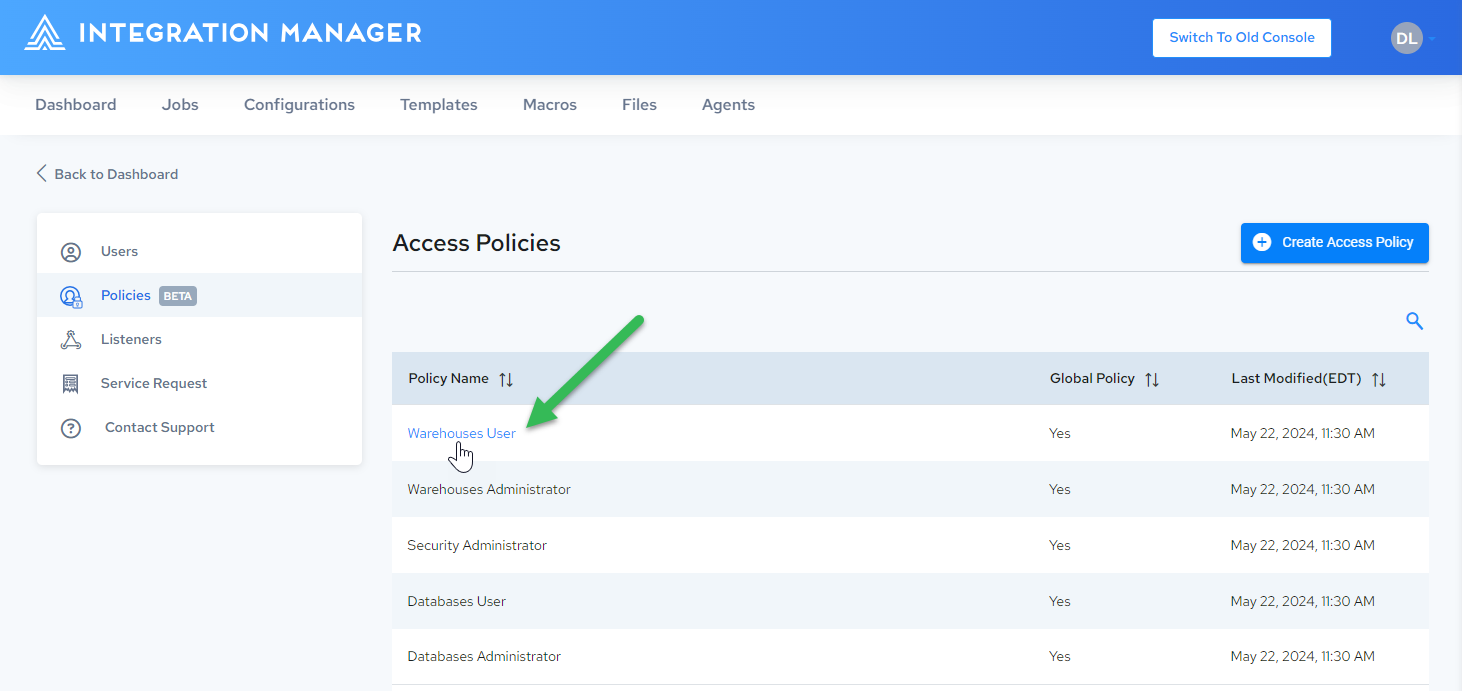 INTEGRATION MANAGER
Switch To Old Console
DL
Dashboard Jobs Configurations Templates Macros Files Agents
Back to Dashboard
Users
Policies BETA
Listeners
Service Request
Contact Support
Access Policies
Create Access Policy
Policy Name Global Policy Last Modified(EDT)
Warehouses User Yes May 22, 2024, 11:30 AM
Warehouses Administrator Yes May 22, 2024, 11:30 AM
Security Administrator Yes May 22, 2024, 11:30 AM
Databases User Yes May 22, 2024, 11:30 AM
Databases Administrator Yes May 22, 2024, 11:30 AM